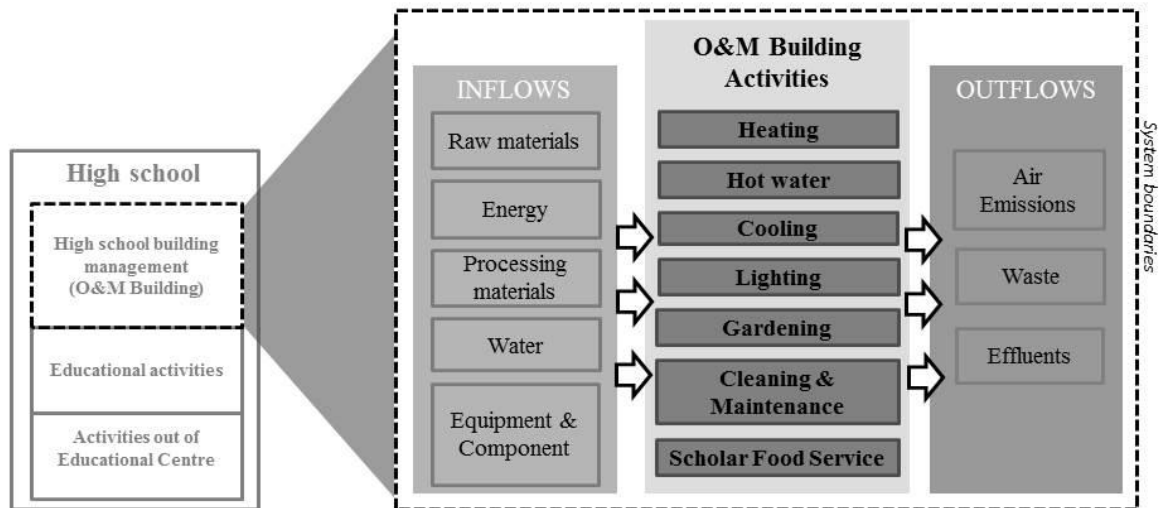 High school
High school building
management
(O&M Building)
Educational activities
Activities out of
Educational Centre
INFLOWS
Raw materials
Energy
Processing
materials
Water
Equipment &
Component
O&M Building
Activities
Heating
Hot water
Cooling
Lighting
Gardening
Cleaning &
Maintenance
Scholar Food Service
OUTFLOWS
Air
Emissions
Waste
Effluents
System boundaries